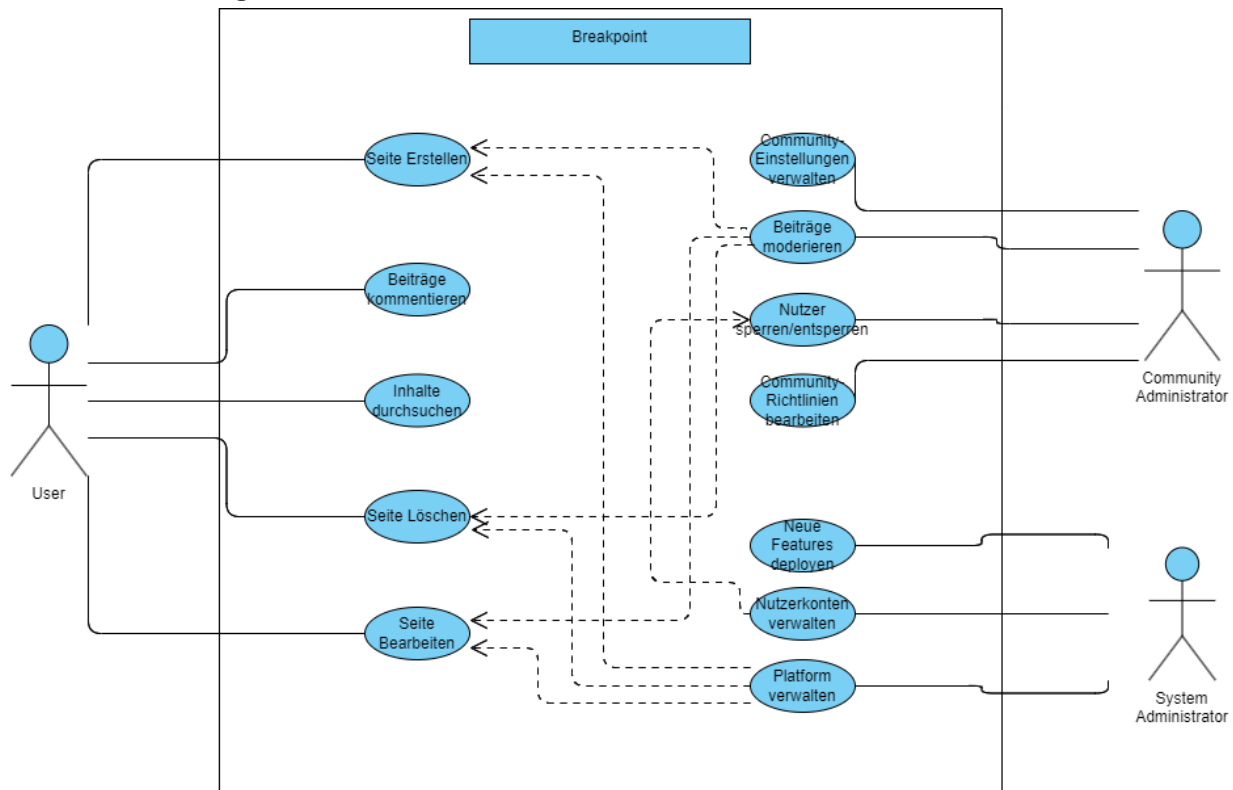 Breakpoint
Seite Erstellen
Beiträge
kommentieren
Inhalte
durchsuchen
Seite Löschen
Seite
Bearbeiten
Community-
Einstellungen
verwalten
Beiträge
moderieren
Nutzer
sperren/entsperren
Community-
Richtlinien
bearbeiten
Neue
Features
deployen
Nutzerkonten
verwalten
Platform
verwalten
User
Community
Administrator
System
Administrator